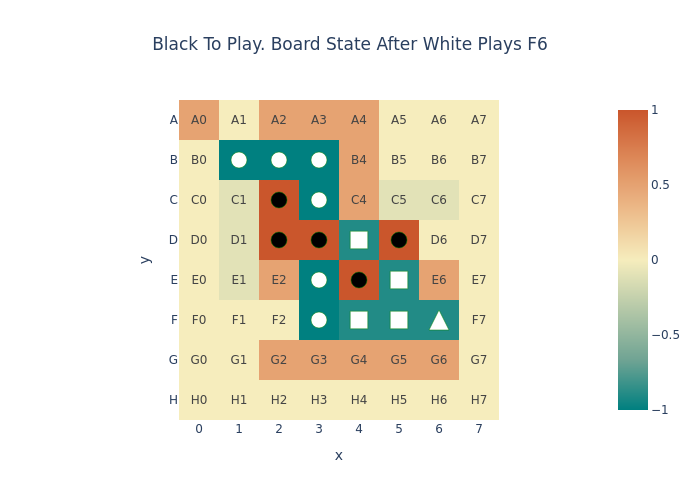 Black To Play. Board State After White Plays F6
A A0 A1 A2 A3 A4 A5 A6 A7
B B0 B4 B5 B6 B7
C C0 C1 C4 C5 C6 C7
D D0 D1 D6 D7
E E0 E1 E2 E6 E7
F F0 F1 F2 F7
G G0 G1 G2 G3 G4 G5 G6 G7
H H0 H1 H2 H3 H4 H5 H6 H7
0 1 2 3 4 5 6 7
x
y
1
0.5
0
−0.5
−1